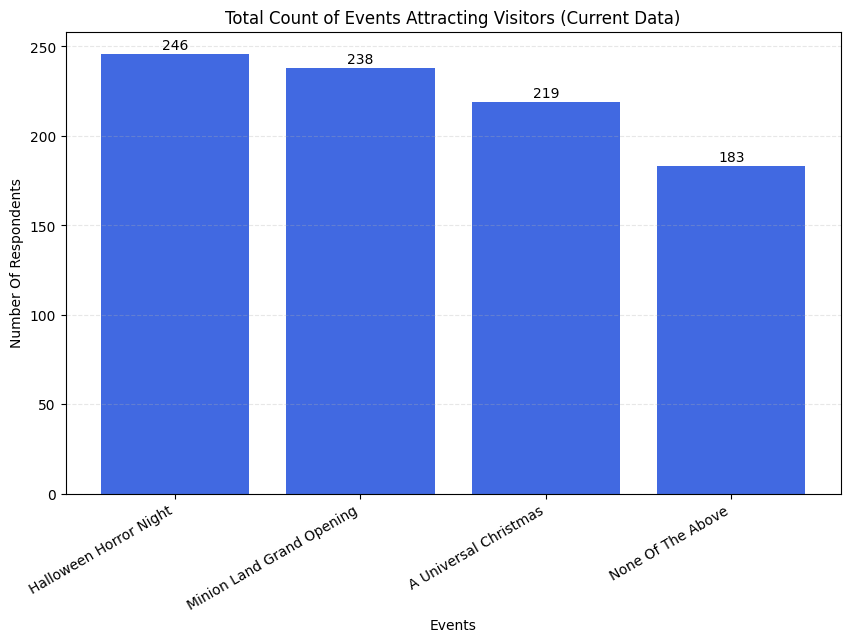 Total Count of Events Attracting Visitors (Current Data)
250
200
150
100
50
0
Number Of Respondents
246
238
219
183
Halloween Horror Night
Minion Land Grand Opening
A Universal Christmas
None Of The Above
Events